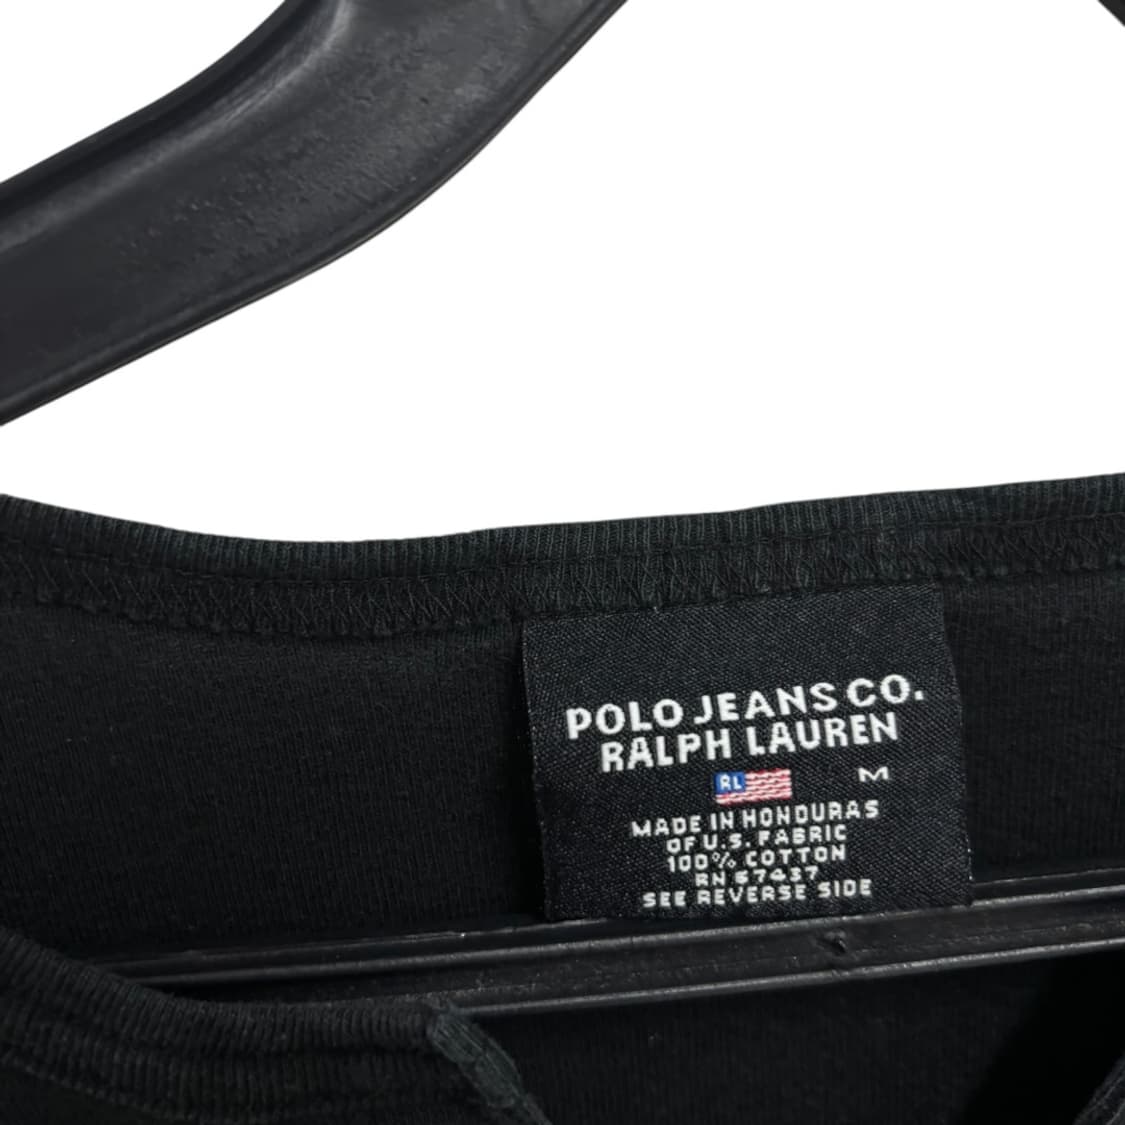 POLO JEANS CO.
RALPH LAUREN
RL
M
MADE IN HONDURAS
OF U.S. FABRIC
100% COTTON
RN 67437
SEE REVERSE SIDE